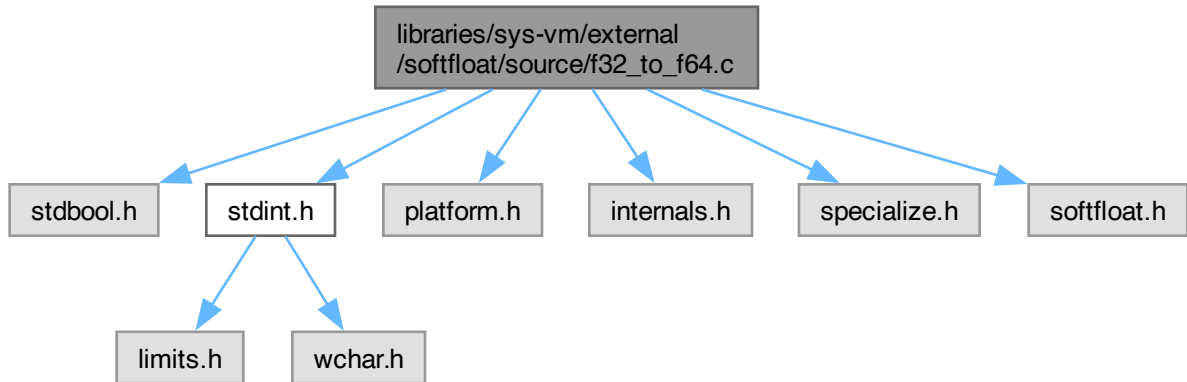 libraries/sys-vm/external
/softfloat/source/f32_to_f64.c
stdbool.h
stdint.h
platform.h
internals.h
specialize.h
softfloat.h
limits.h
wchar.h